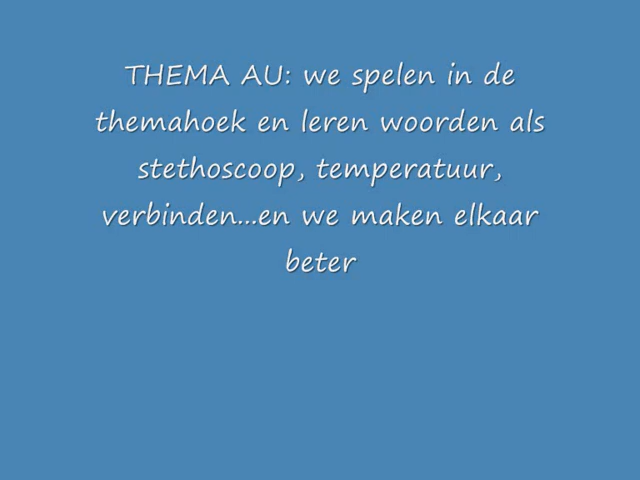 THEMA AU: we spelen in de
themahoek en leren woorden als
stethoscoop, temperatuur,
verbinden...en we maken elkaar
beter